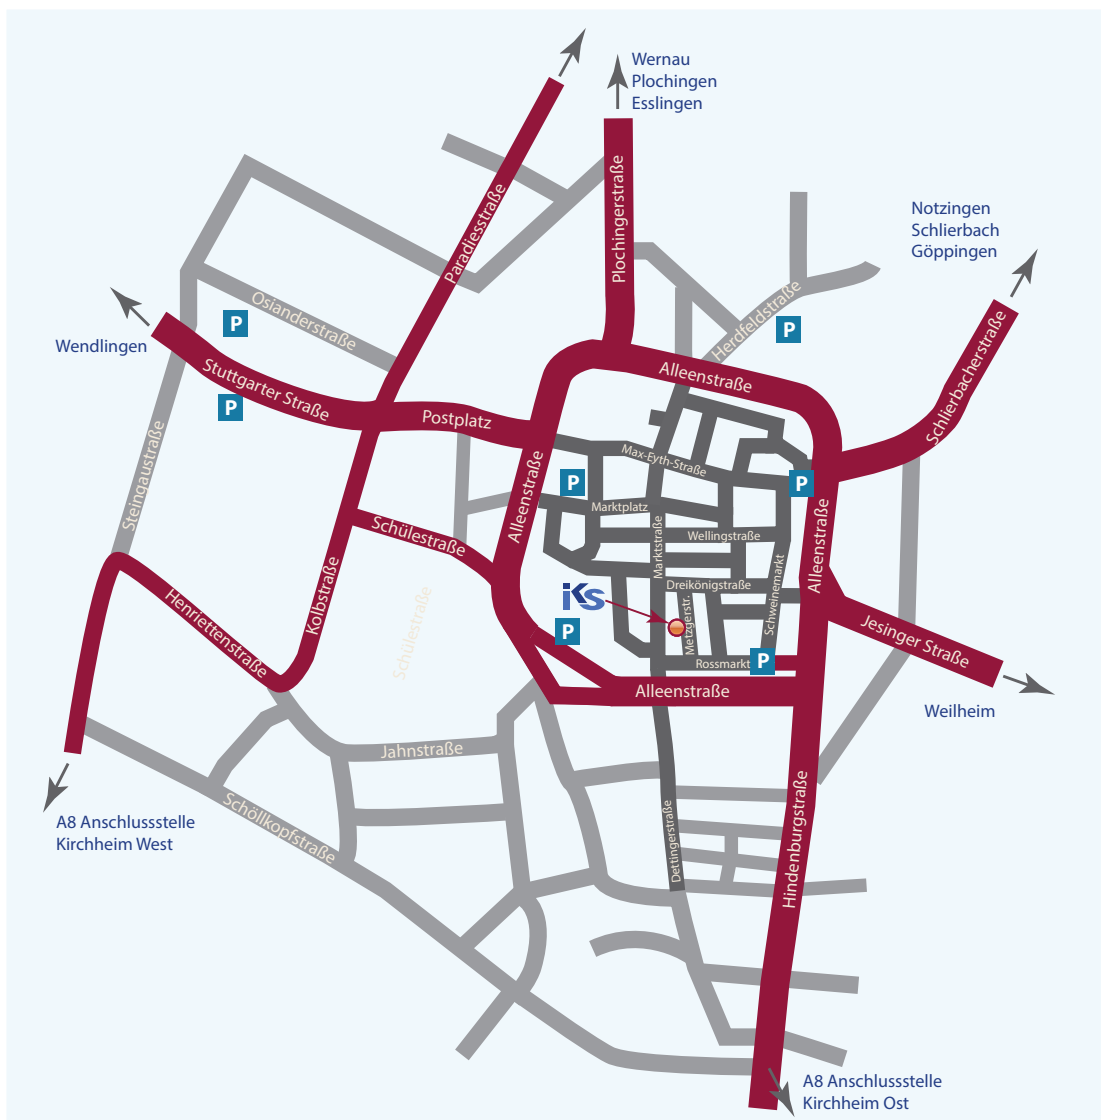 Wernau
Plochingen
Esslingen
Notzingen
Schlierbach
Göppingen
Paradiesstraße
Plochingerstraße
Osianderstraße
P
Herdfeldstraße
P
Wendlingen
Stuttgarter Straße
P
Postplatz
Alleenstraße
Schlierbacherstraße
Max-Eyth-Straße
P
P
Steingaustraße
Alleenstraße
Marktplatz
Schülestraße
Marktstraße
Wellingstraße
Alleenstraße
Dreikönigstraße
Schweinemarkt
Henriettenstraße
Kolbstraße
Schülestraße
iKS
P
Metzgerstr.
Rossmarkt
P
Jesinger Straße
Alleenstraße
Weilheim
Jahnstraße
A8 Anschlussstelle
Kirchheim West
Schöllkopfstraße
Dettingerstraße
Hindenburgstraße
A8 Anschlussstelle
Kirchheim Ost